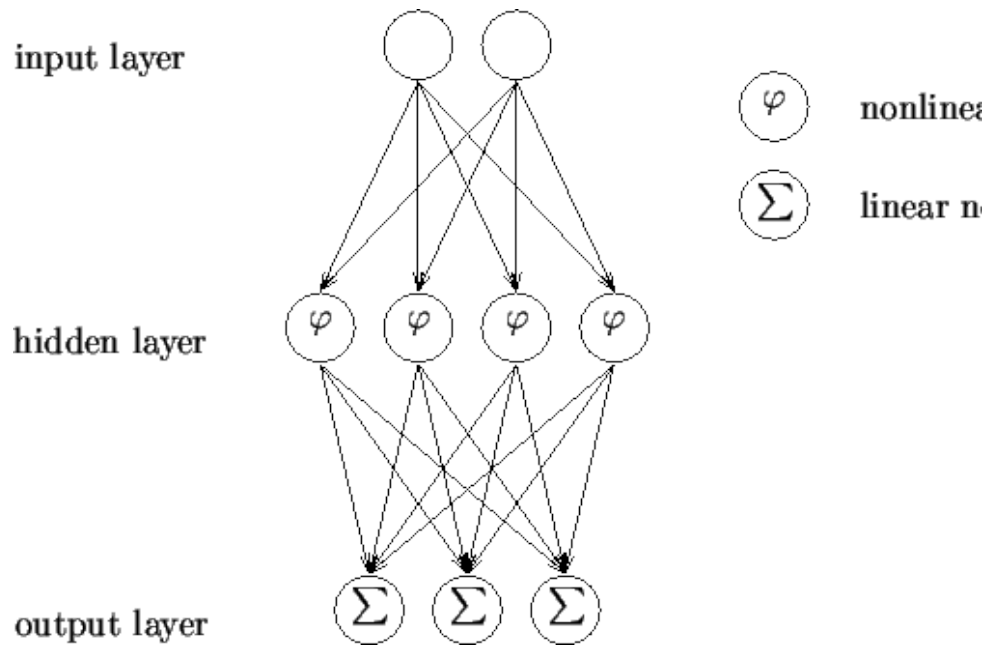 input layer
φ nonlinea
Σ linear n
hidden layer
φ φ φ φ
output layer
Σ Σ Σ